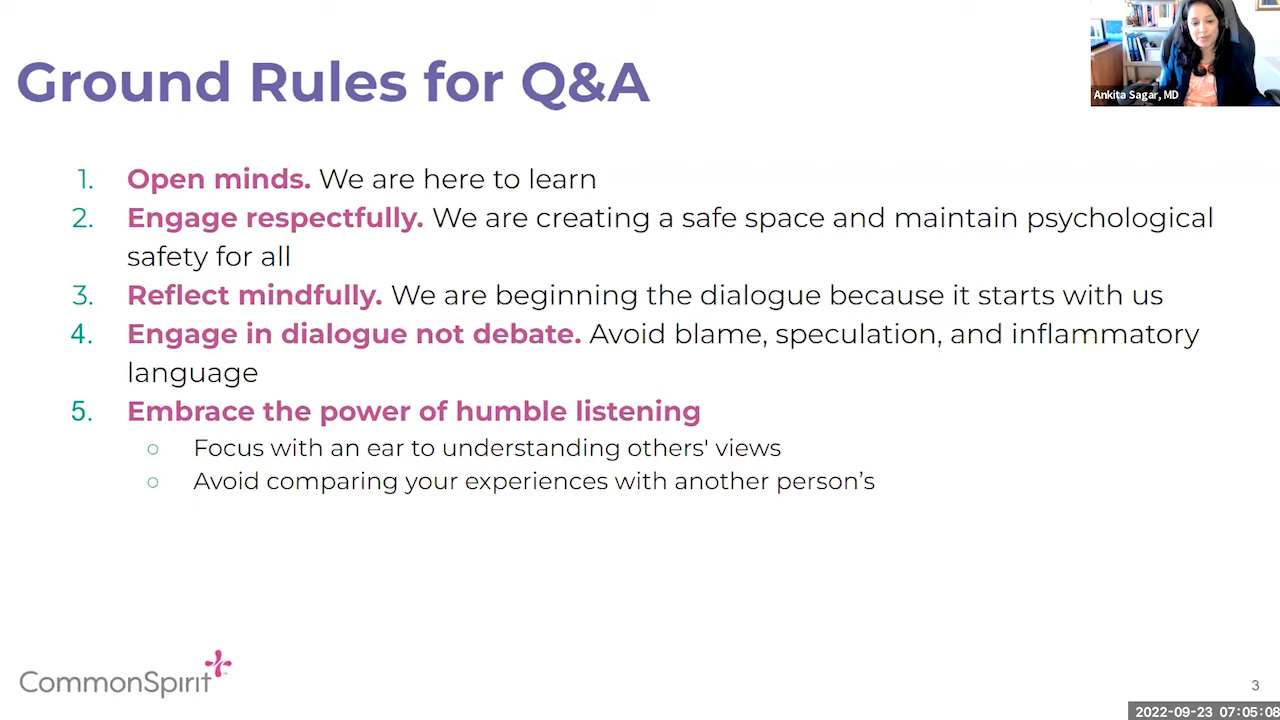 Ground Rules for Q&A
Ankita Sagar, MD
1. Open minds. We are here to learn
2. Engage respectfully. We are creating a safe space and maintain psychological
safety for all
3. Reflect mindfully. We are beginning the dialogue because it starts with us
4. Engage in dialogue not debate. Avoid blame, speculation, and inflammatory
language
5. Embrace the power of humble listening
○ Focus with an ear to understanding others' views
○ Avoid comparing your experiences with another person’s
CommonSpirit
3
2022-09-23 07:05:08